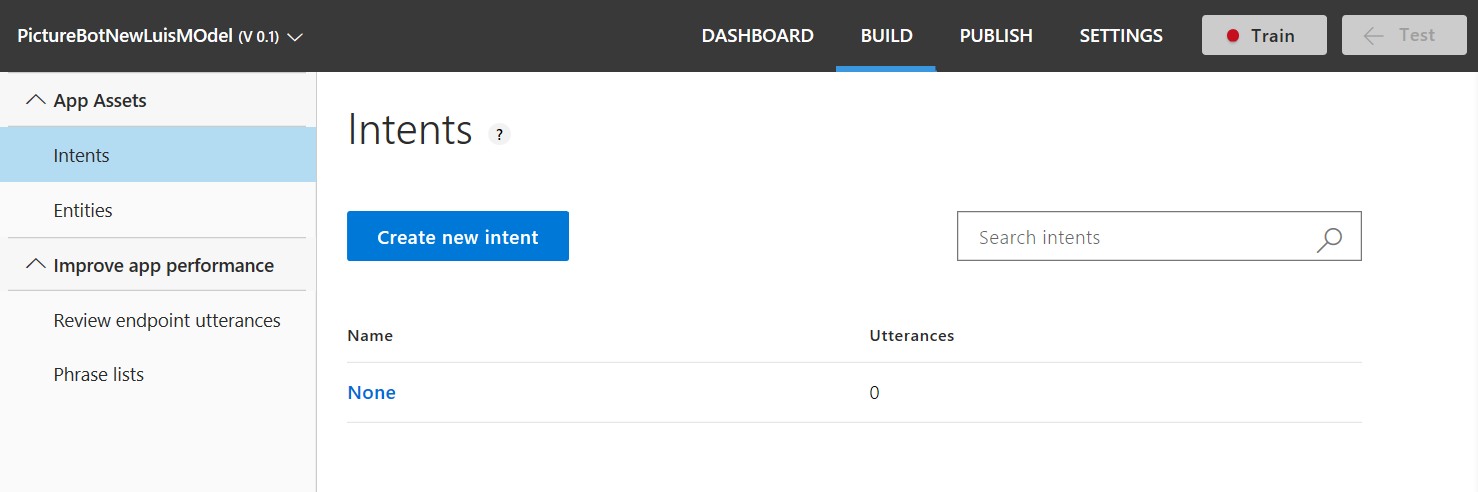 PictureBotNewLuisMOdel (V 0.1) DASHBOARD BUILD PUBLISH SETTINGS Train Test
App Assets
Intents
Entities
Improve app performance
Review endpoint utterances
Phrase lists
Intents ?
Create new intent Search intents
Name Utterances
None 0